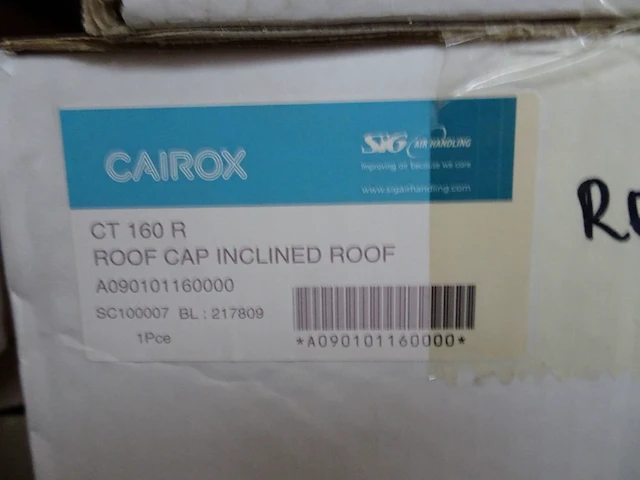 CAIROX
SIG AIR HANDLING
Improving air because we care
www.sigairhandling.com
CT 160 R
ROOF CAP INCLINED ROOF
A090101160000
SC100007 BL : 217809
1Pce
*A090101160000*